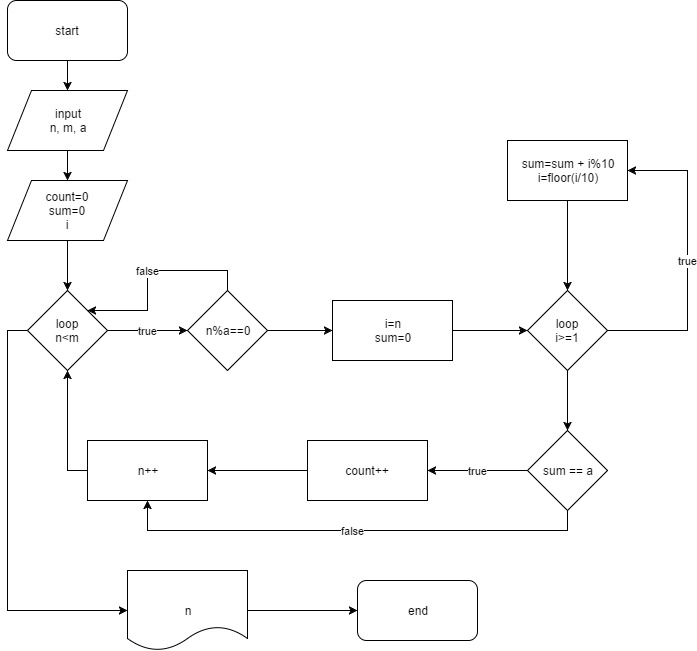 start
input
n, m, a
count=0
sum=0
i
sum=sum + i%10
i=floor(i/10)
true
false
loop
n<m
true
n%a==0
i=n
sum=0
loop
i>=1
n++
count++
true
sum == a
false
n
end